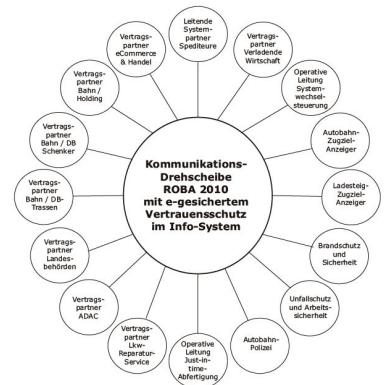 Kommunikations-
Drehscheibe
ROBA 2010
mit e-gesichertem
Vertrauensschutz
im Info-System
Leitende
System-
partner
Spediteure
Vertrags-
partner
Verladende
Wirtschaft
Operative
Leitung
System-
wechsel-
steuerung
Autobahn-
Zugziel-
Anzeiger
Ladesteig-
Zugziel-
Anzeiger
Brandschutz
und
Sicherheit
Unfallschutz
und Arbeits-
sicherheit
Autobahn-
Polizei
Operative
Leitung
Just-in-
time-
Abfertigung
Vertrags-
partner
Lkw-
Reparatur-
Service
Vertrags-
partner
ADAC
Vertrags-
partner
Landes-
behörden
Vertrags-
partner
Bahn / DB-
Trassen
Vertrags-
partner
Bahn / DB
Schenker
Vertrags-
partner
Bahn /
Holding
Vertrags-
partner
eCommerce
& Handel